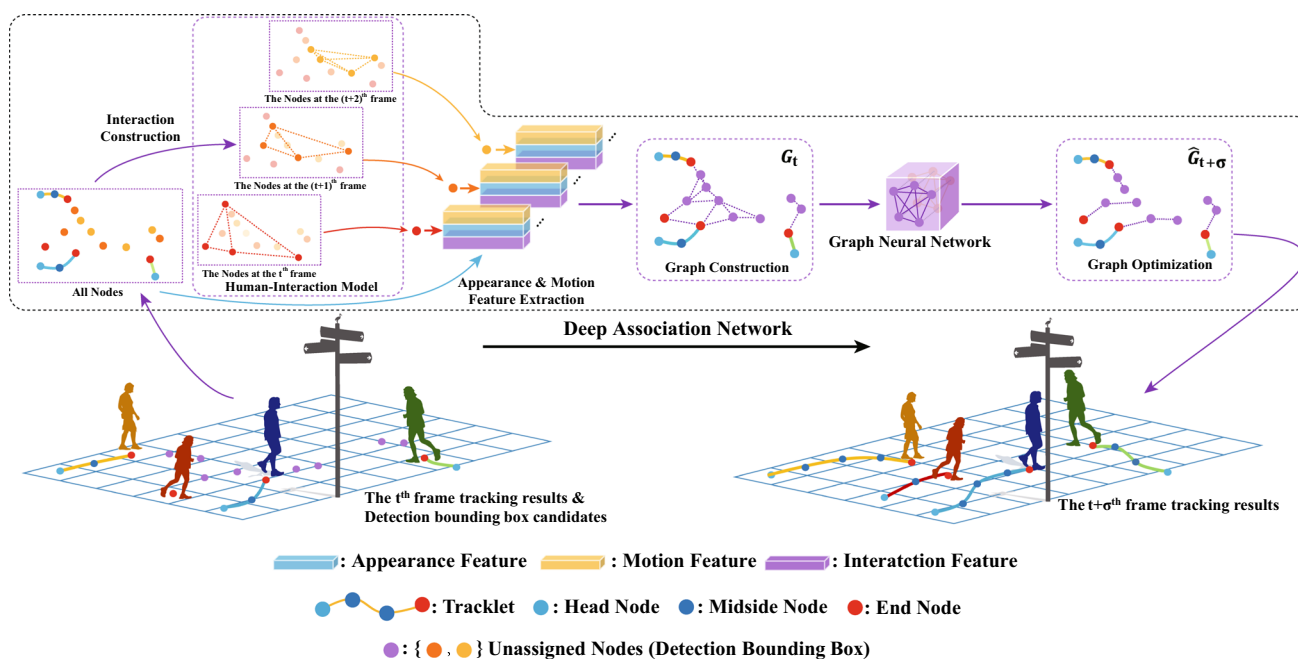 The Nodes at the (t+2)th frame
Interaction
Construction
The Nodes at the (t+1)th frame
The Nodes at the tth frame
Human-Interaction Model
All Nodes
Appearance & Motion
Feature Extraction
Gt
Graph Construction
Graph Neural Network
Ĝt+σ
Graph Optimization
Deep Association Network
The tth frame tracking results &
Detection bounding box candidates
The t+σth frame tracking results
: Appearance Feature : Motion Feature : Interatction Feature
: Tracklet : Head Node : Midside Node : End Node
: { , } Unassigned Nodes (Detection Bounding Box)